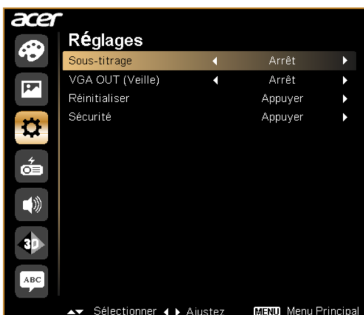 acer
Réglages
Sous-titrage Arrêt
VGA OUT (Veille) Arrêt
Réinitialiser Appuyer
Sécurité Appuyer
3D
ABC
Sélectionner Ajustez MENU Menu Principal